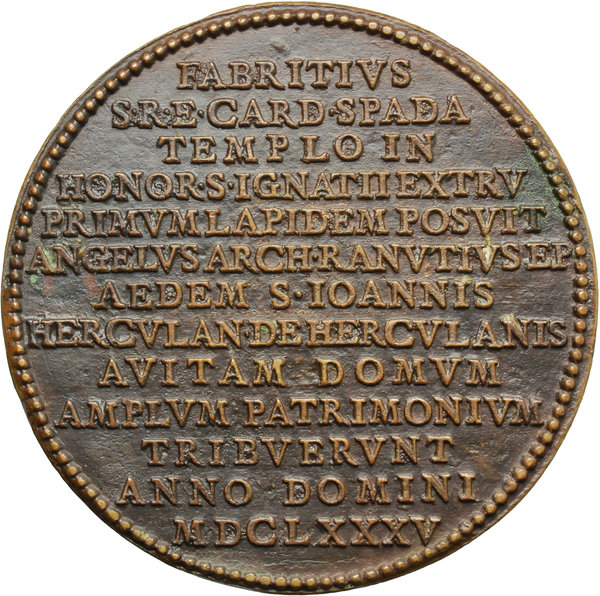 FABRITIVS
S·R·E·CARD·SPADA
TEMPLO IN
HONOR·S·IGNATII EXTRV
PRIMVM LAPIDEM POSVIT
ANGELVS ARCH·RANVTIVS EP
AEDEM S·IOANNIS
HERCVLAN·DE HERCVLANIS
AVITAM DOMVM
AMPLVM PATRIMONIVM
TRIBVERVNT
ANNO DOMINI
MDCLXXXV